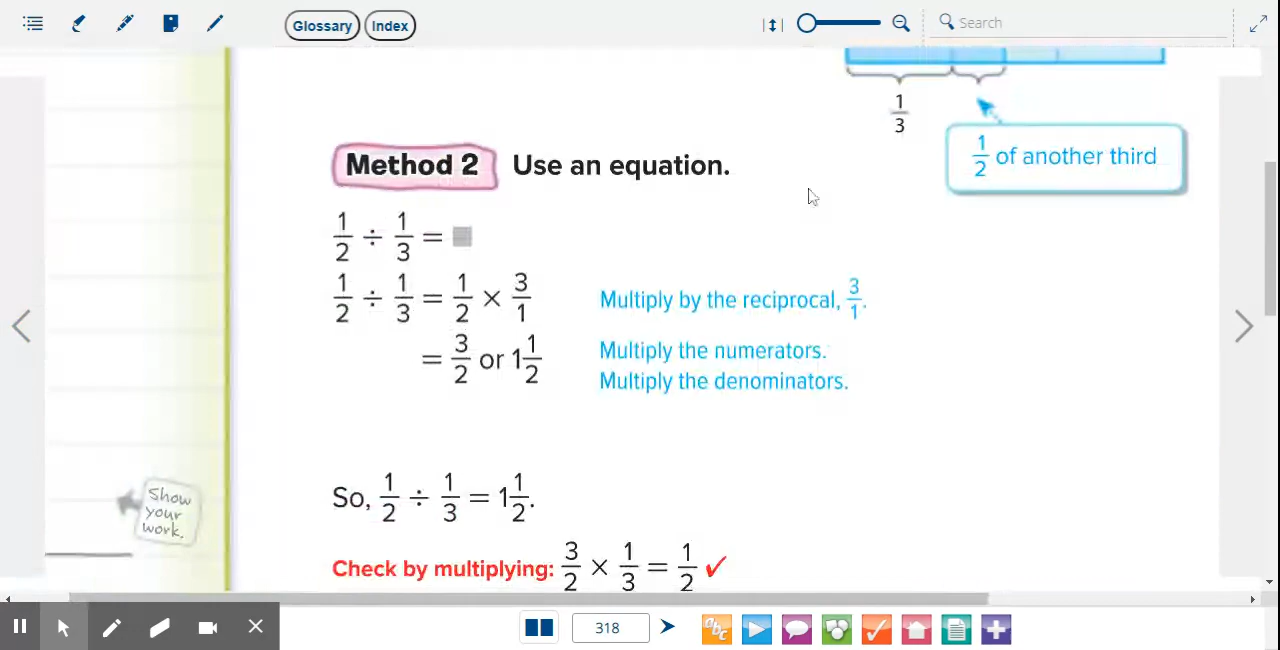 Glossary Index Search
1/3
1/2 of another third
Method 2 Use an equation.
1/2 ÷ 1/3 =
1/2 ÷ 1/3 = 1/2 × 3/1 Multiply by the reciprocal, 3/1.
= 3/2 or 1 1/2 Multiply the numerators.
Multiply the denominators.
So, 1/2 ÷ 1/3 = 1 1/2.
Show
your
work.
Check by multiplying: 3/2 × 1/3 = 1/2 ✓
318
abc